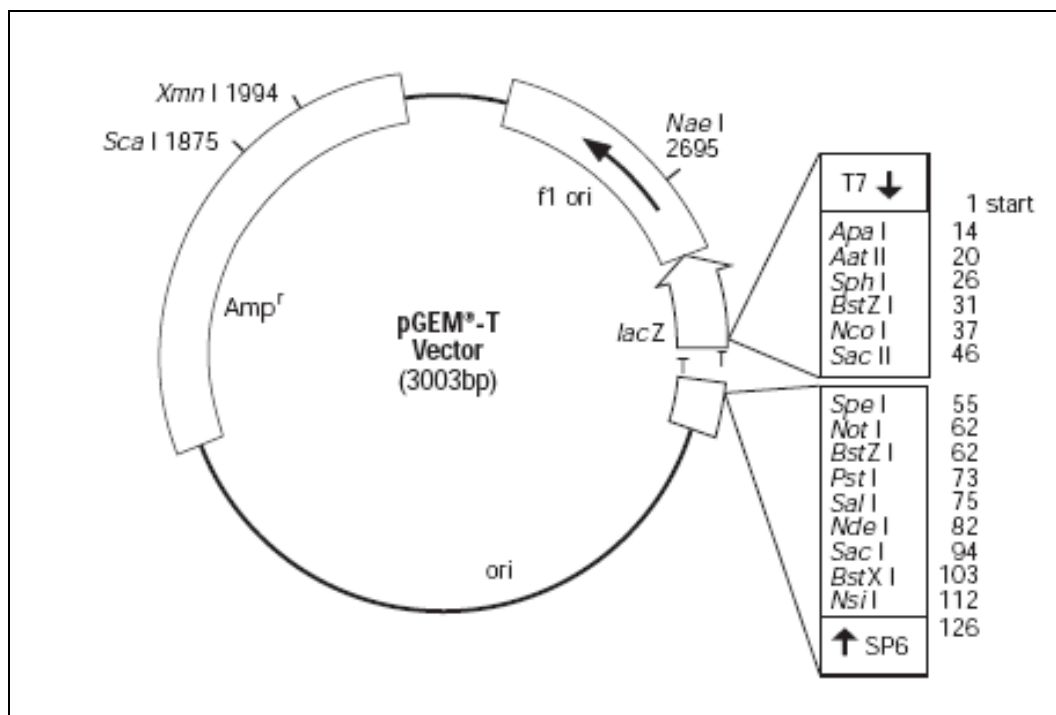 Xmn I 1994
Sca I 1875
Nae I
2695
f1 ori
Amp^r
pGEM®-T
Vector
(3003bp)
lacZ
T T
ori
T7 ↓
1 start
Apa I 14
Aat II 20
Sph I 26
BstZ I 31
Nco I 37
Sac II 46
Spe I 55
Not I 62
BstZ I 62
Pst I 73
Sal I 75
Nde I 82
Sac I 94
BstX I 103
Nsi I 112
126
↑ SP6